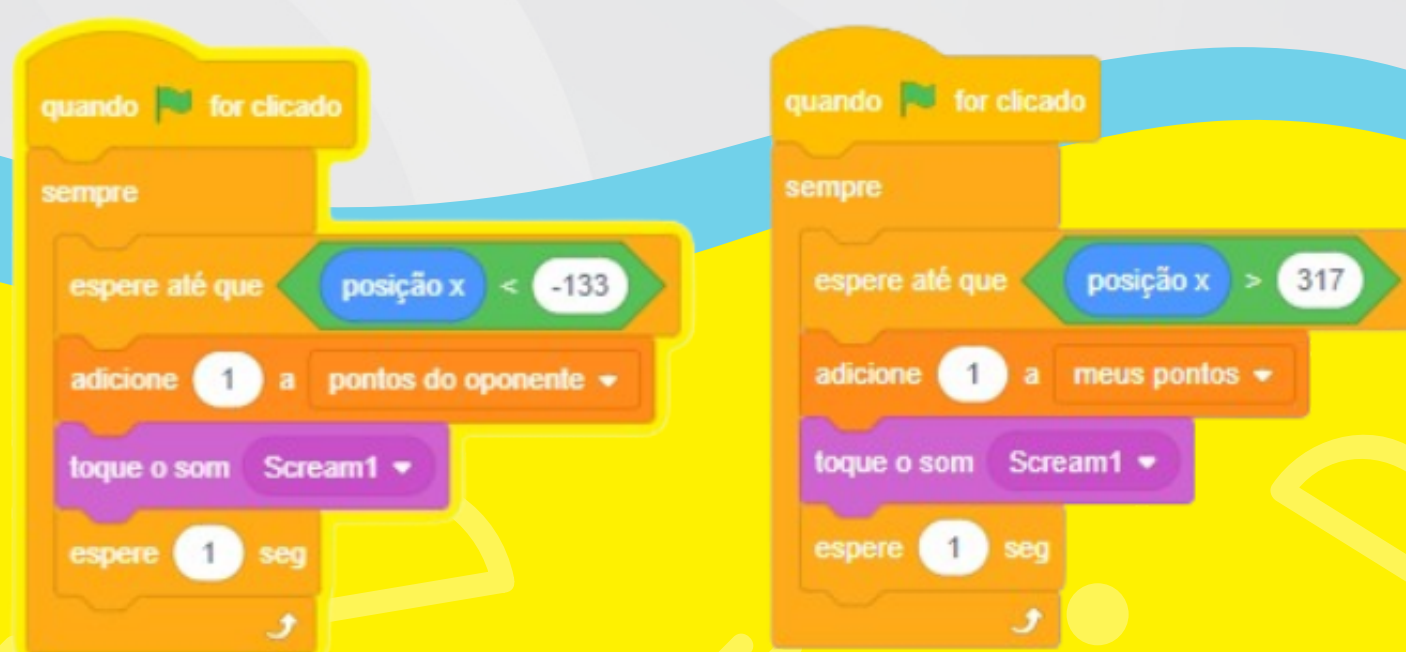 quando for clicado
sempre
espere até que posição x < -133
adicione 1 a pontos do oponente
toque o som Scream1
espere 1 seg
quando for clicado
sempre
espere até que posição x > 317
adicione 1 a meus pontos
toque o som Scream1
espere 1 seg